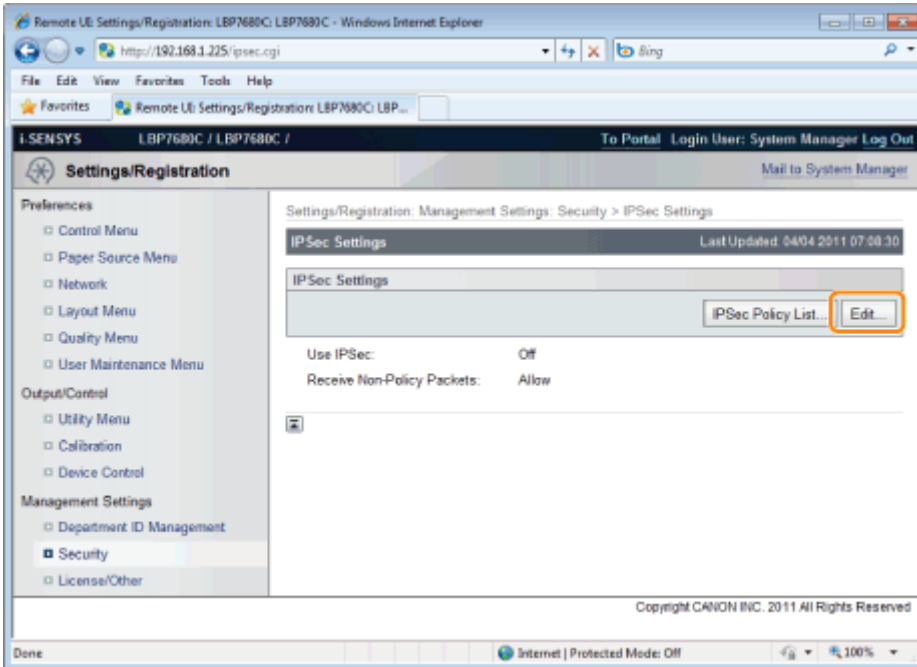 Remote UI: Settings/Registration: LBP7680C: LBP7680C - Windows Internet Explorer
http://192.168.1.225/ipsec.cgi
Bing
File Edit View Favorites Tools Help
Favorites
Remote UI: Settings/Registration: LBP7680C: LBP...
i-SENSYS LBP7680C / LBP7680C /
To Portal Login User: System Manager Log Out
Settings/Registration
Mail to System Manager
Preferences
Control Menu
Paper Source Menu
Network
Layout Menu
Quality Menu
User Maintenance Menu
Output/Control
Utility Menu
Calibration
Device Control
Management Settings
Department ID Management
Security
License/Other
Settings/Registration: Management Settings: Security > IPSec Settings
IPSec Settings
Last Updated: 04/04 2011 07:08:30
IPSec Settings
IPSec Policy List...
Edit...
Use IPSec: Off
Receive Non-Policy Packets: Allow
Copyright CANON INC. 2011 All Rights Reserved
Done
Internet | Protected Mode: Off
100%